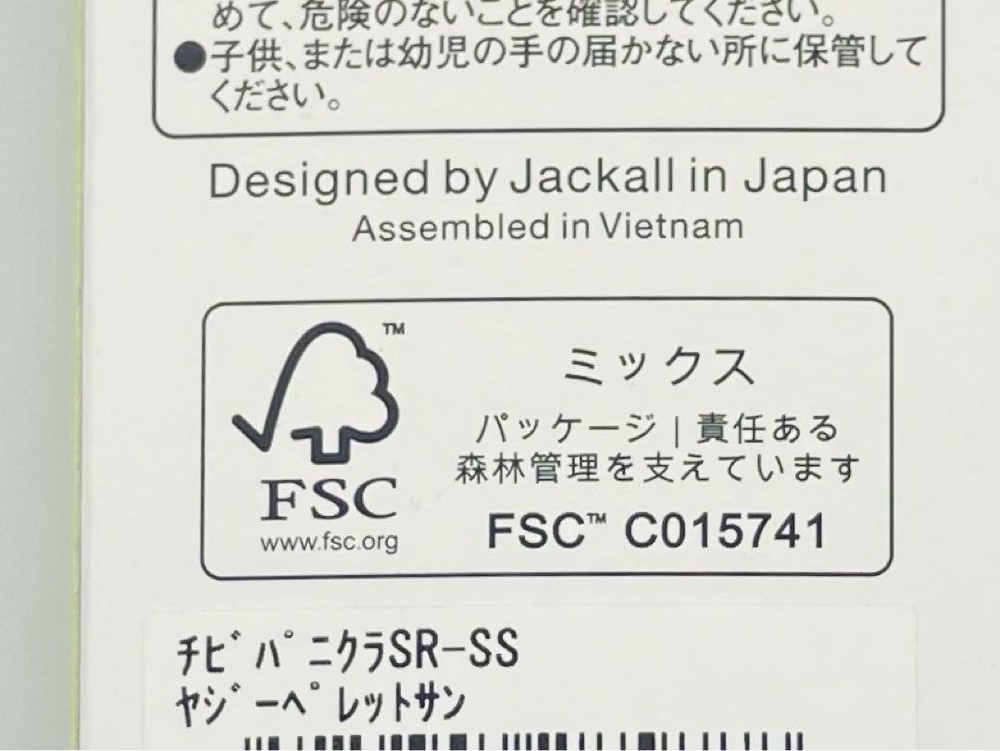 めて、危険のないことを確認してください。
●子供、または幼児の手の届かない所に保管して
ください。
Designed by Jackall in Japan
Assembled in Vietnam
TM
ミックス
パッケージ | 責任ある
森林管理を支えています
FSC
www.fsc.org
FSC™ C015741
ﾁﾋﾞﾊﾟﾆｸﾗSR-SS
ﾔｼﾞｰﾍﾟﾚｯﾄｻﾝ